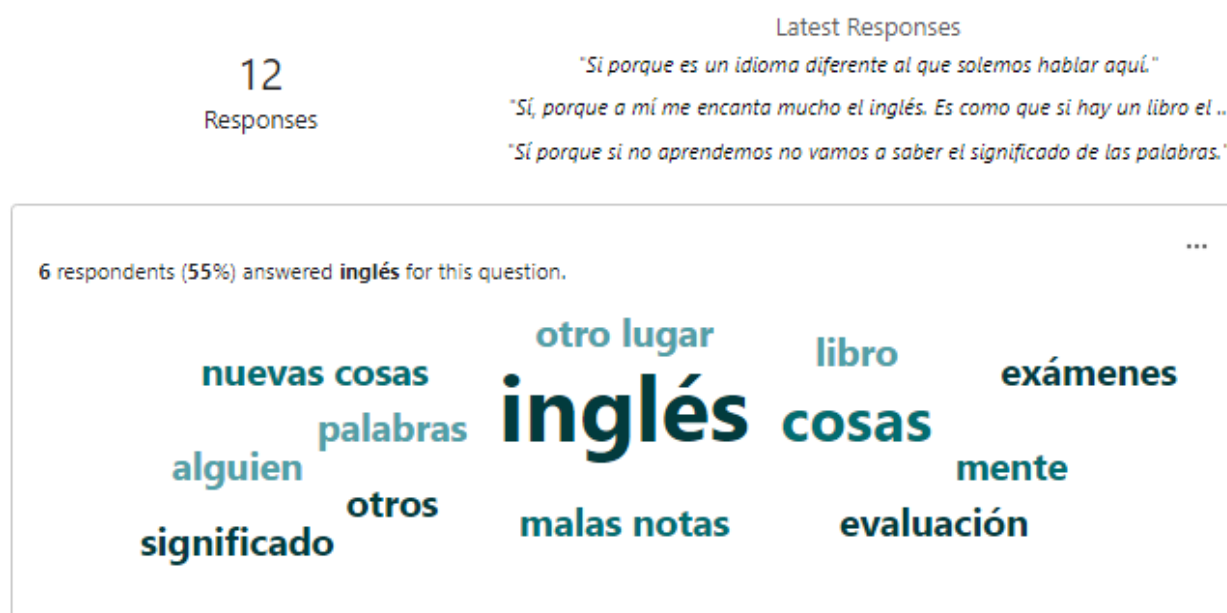 Latest Responses
12
Responses
"Si porque es un idioma diferente al que solemos hablar aquí."
"Sí, porque a mí me encanta mucho el inglés. Es como que si hay un libro el ...
"Sí porque si no aprendemos no vamos a saber el significado de las palabras."
...
6 respondents (55%) answered inglés for this question.
otro lugar
libro
nuevas cosas
exámenes
inglés
cosas
palabras
alguien
mente
otros
malas notas
evaluación
significado